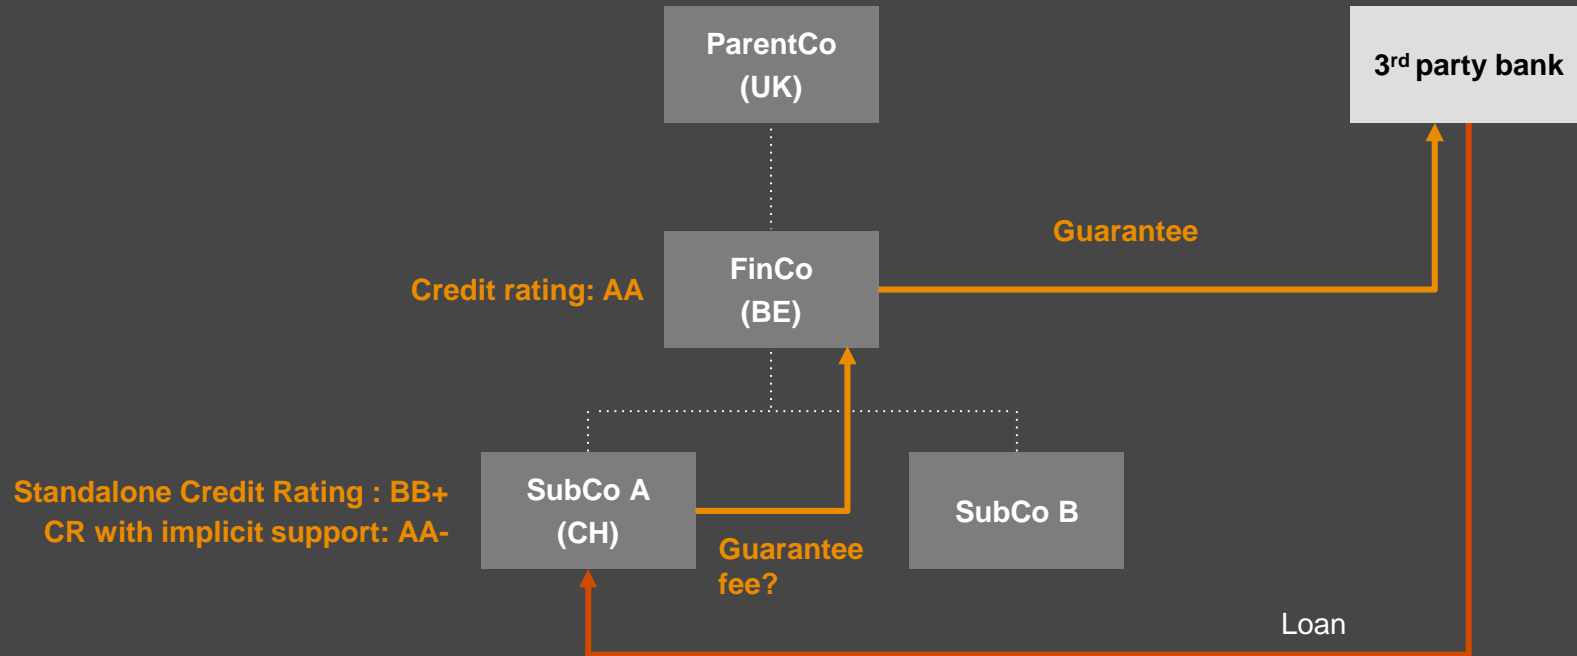 ParentCo
(UK)
3rd party bank
Guarantee
FinCo
(BE)
Credit rating: AA
Standalone Credit Rating : BB+
CR with implicit support: AA-
SubCo A
(CH)
SubCo B
Guarantee
fee?
Loan